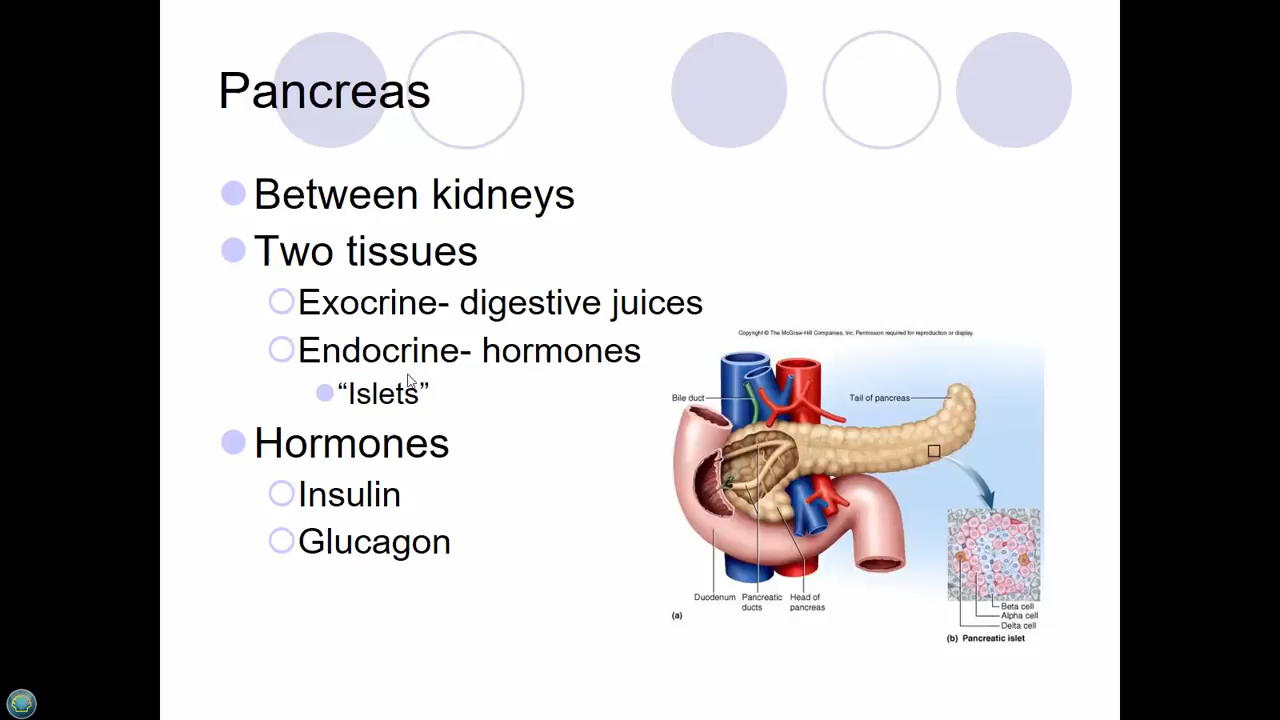 Pancreas
Between kidneys
Two tissues
Exocrine- digestive juices
Endocrine- hormones
“Islets”
Hormones
Insulin
Glucagon
Copyright © The McGraw-Hill Companies, Inc. Permission required for reproduction or display.
Bile duct
Tail of pancreas
Duodenum
Pancreatic
ducts
Head of
pancreas
(a)
Beta cell
Alpha cell
Delta cell
(b) Pancreatic islet